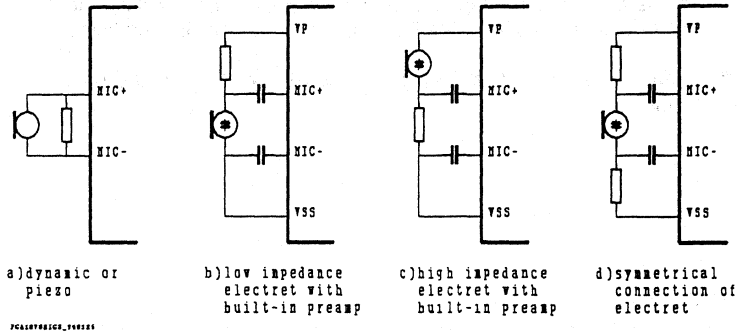 VP
MIC+
MIC-
VSS
VP
MIC+
MIC-
VP
MIC+
MIC-
VSS
MIC+
MIC-
VSS
a)dynamic or
piezo
b)low impedance
electret with
built-in preamp
c)high impedance
electret with
built-in preamp
d)symmetrical
connection of
electret